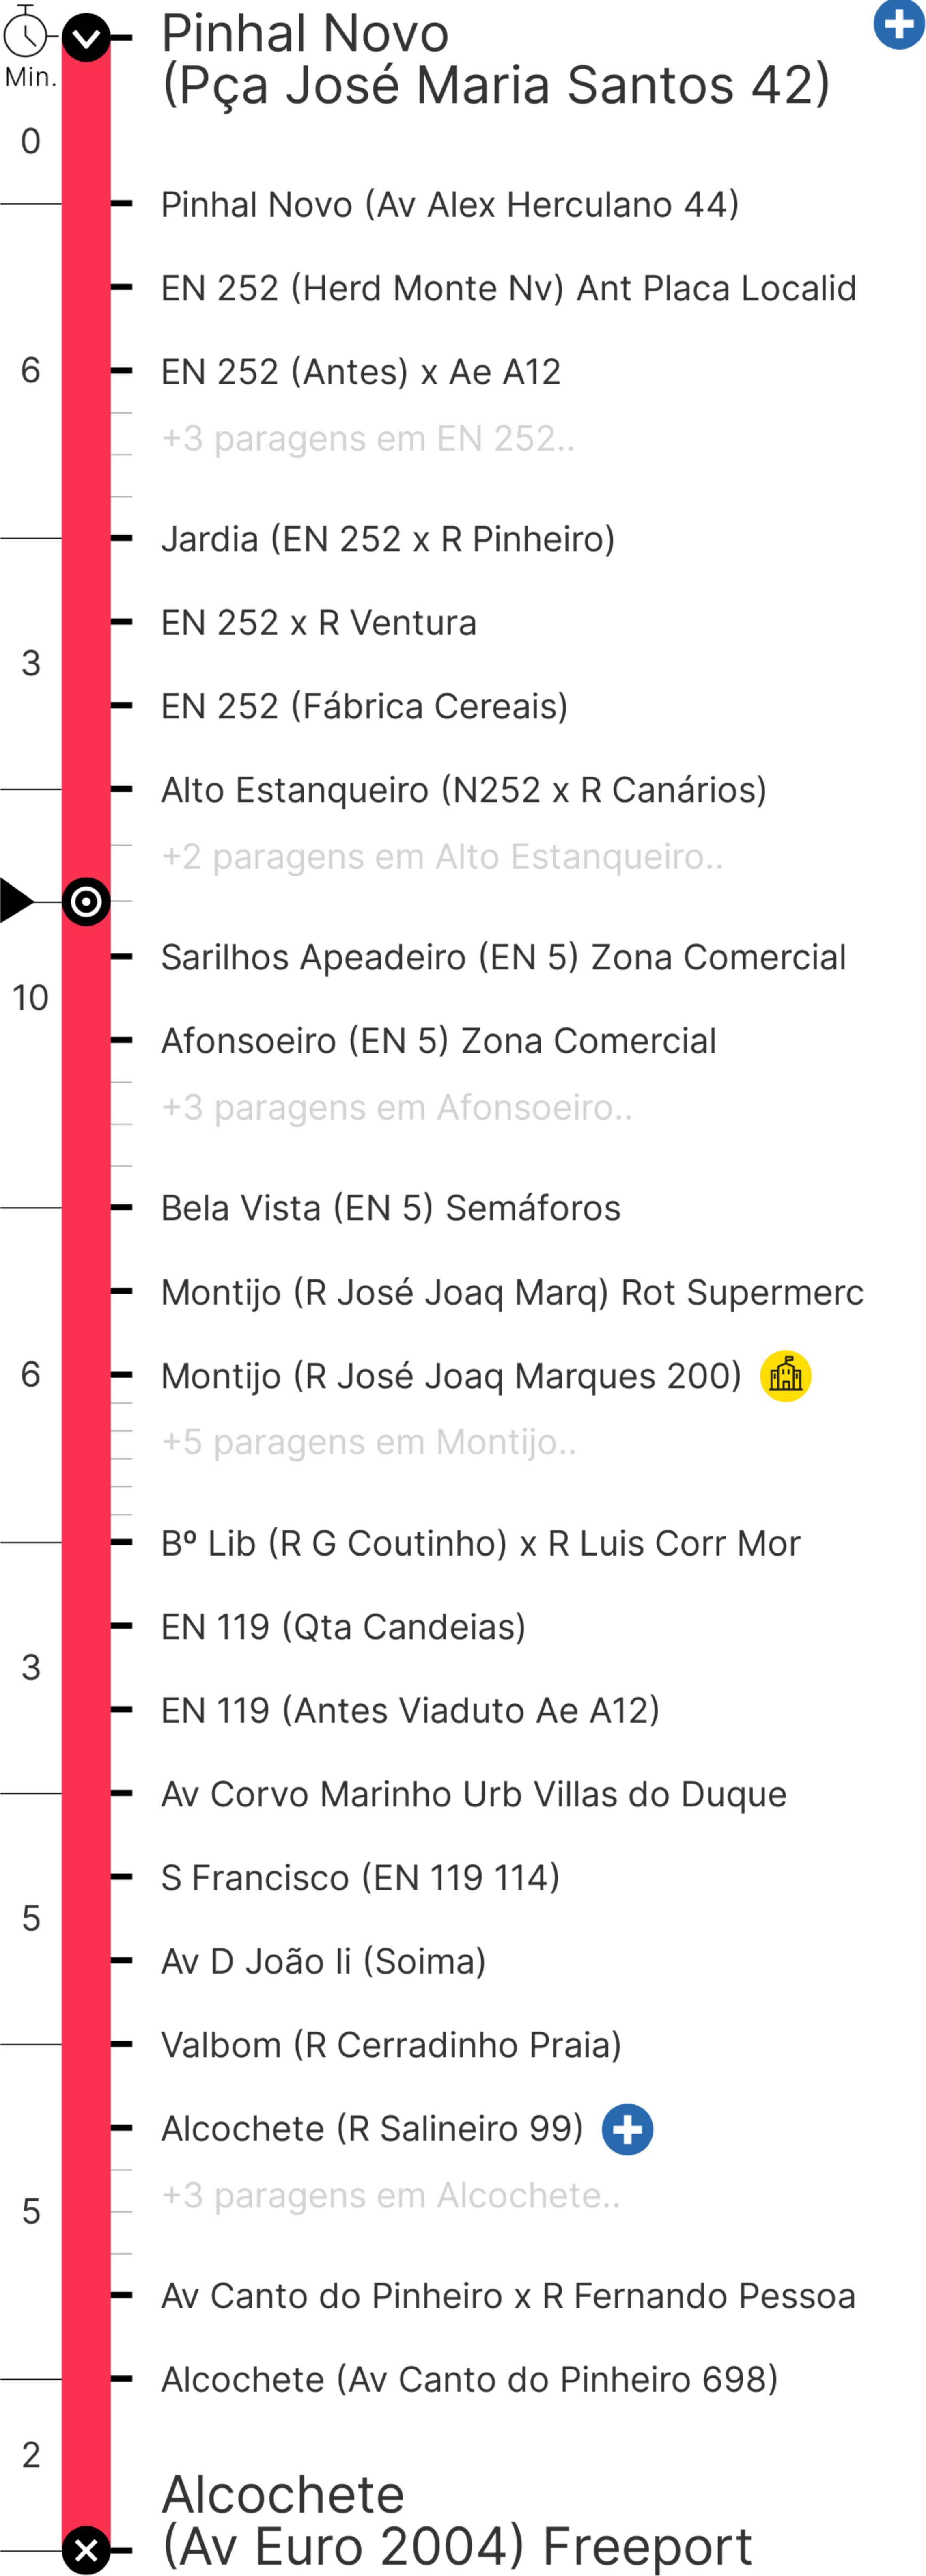 Pinhal Novo
(Pça José Maria Santos 42)
Min.
0
Pinhal Novo (Av Alex Herculano 44)
EN 252 (Herd Monte Nv) Ant Placa Localid
6
EN 252 (Antes) x Ae A12
+3 paragens em EN 252..
Jardia (EN 252 x R Pinheiro)
EN 252 x R Ventura
3
EN 252 (Fábrica Cereais)
Alto Estanqueiro (N252 x R Canários)
+2 paragens em Alto Estanqueiro..
Sarilhos Apeadeiro (EN 5) Zona Comercial
10
Afonsoeiro (EN 5) Zona Comercial
+3 paragens em Afonsoeiro..
Bela Vista (EN 5) Semáforos
Montijo (R José Joaq Marq) Rot Supermerc
6
Montijo (R José Joaq Marques 200)
+5 paragens em Montijo..
Bº Lib (R G Coutinho) x R Luis Corr Mor
EN 119 (Qta Candeias)
3
EN 119 (Antes Viaduto Ae A12)
Av Corvo Marinho Urb Villas do Duque
S Francisco (EN 119 114)
5
Av D João Ii (Soima)
Valbom (R Cerradinho Praia)
Alcochete (R Salineiro 99)
+3 paragens em Alcochete..
5
Av Canto do Pinheiro x R Fernando Pessoa
Alcochete (Av Canto do Pinheiro 698)
2
Alcochete
(Av Euro 2004) Freeport